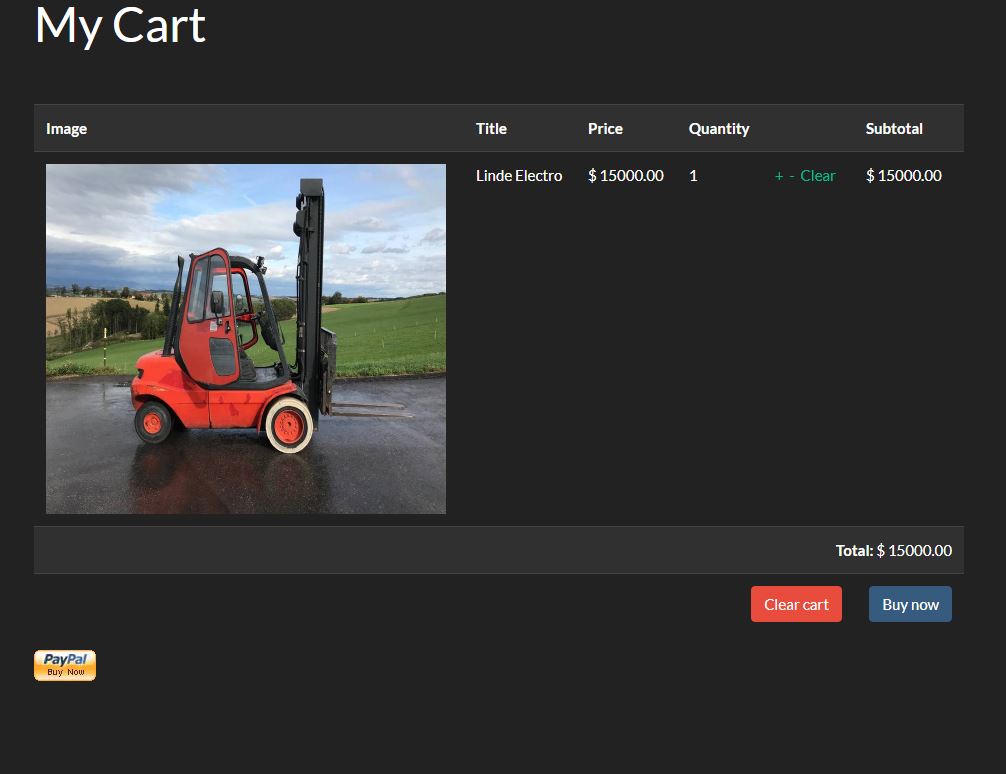 My Cart
Image Title Price Quantity Subtotal
Linde Electro $ 15000.00 1 + - Clear $ 15000.00
Total: $ 15000.00
Clear cart Buy now
PayPal
Buy Now